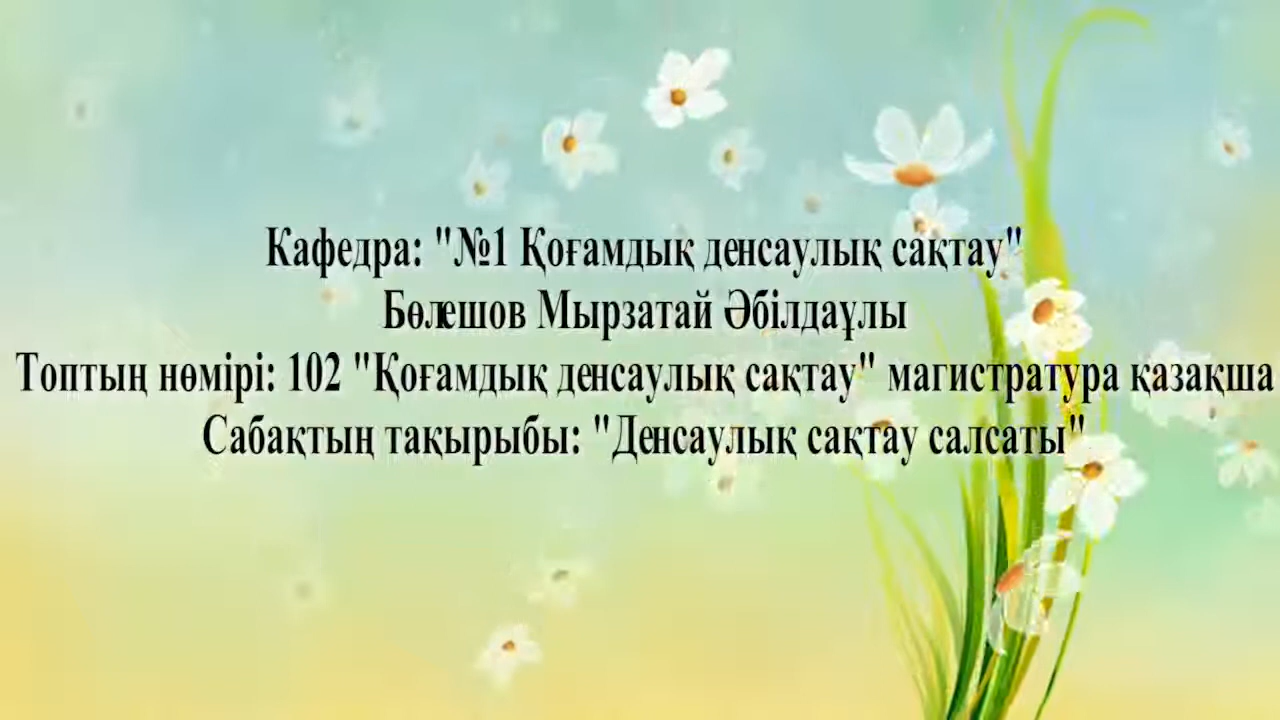 Кафедра: "№1 Қоғамдық денсаулық сақтау"
Бөлешов Мырзатай Әбілдаұлы
Топтың нөмірі: 102 "Қоғамдық денсаулық сақтау" магистратура қазақша
Сабақтың тақырыбы: "Денсаулық сақтау салсаты"